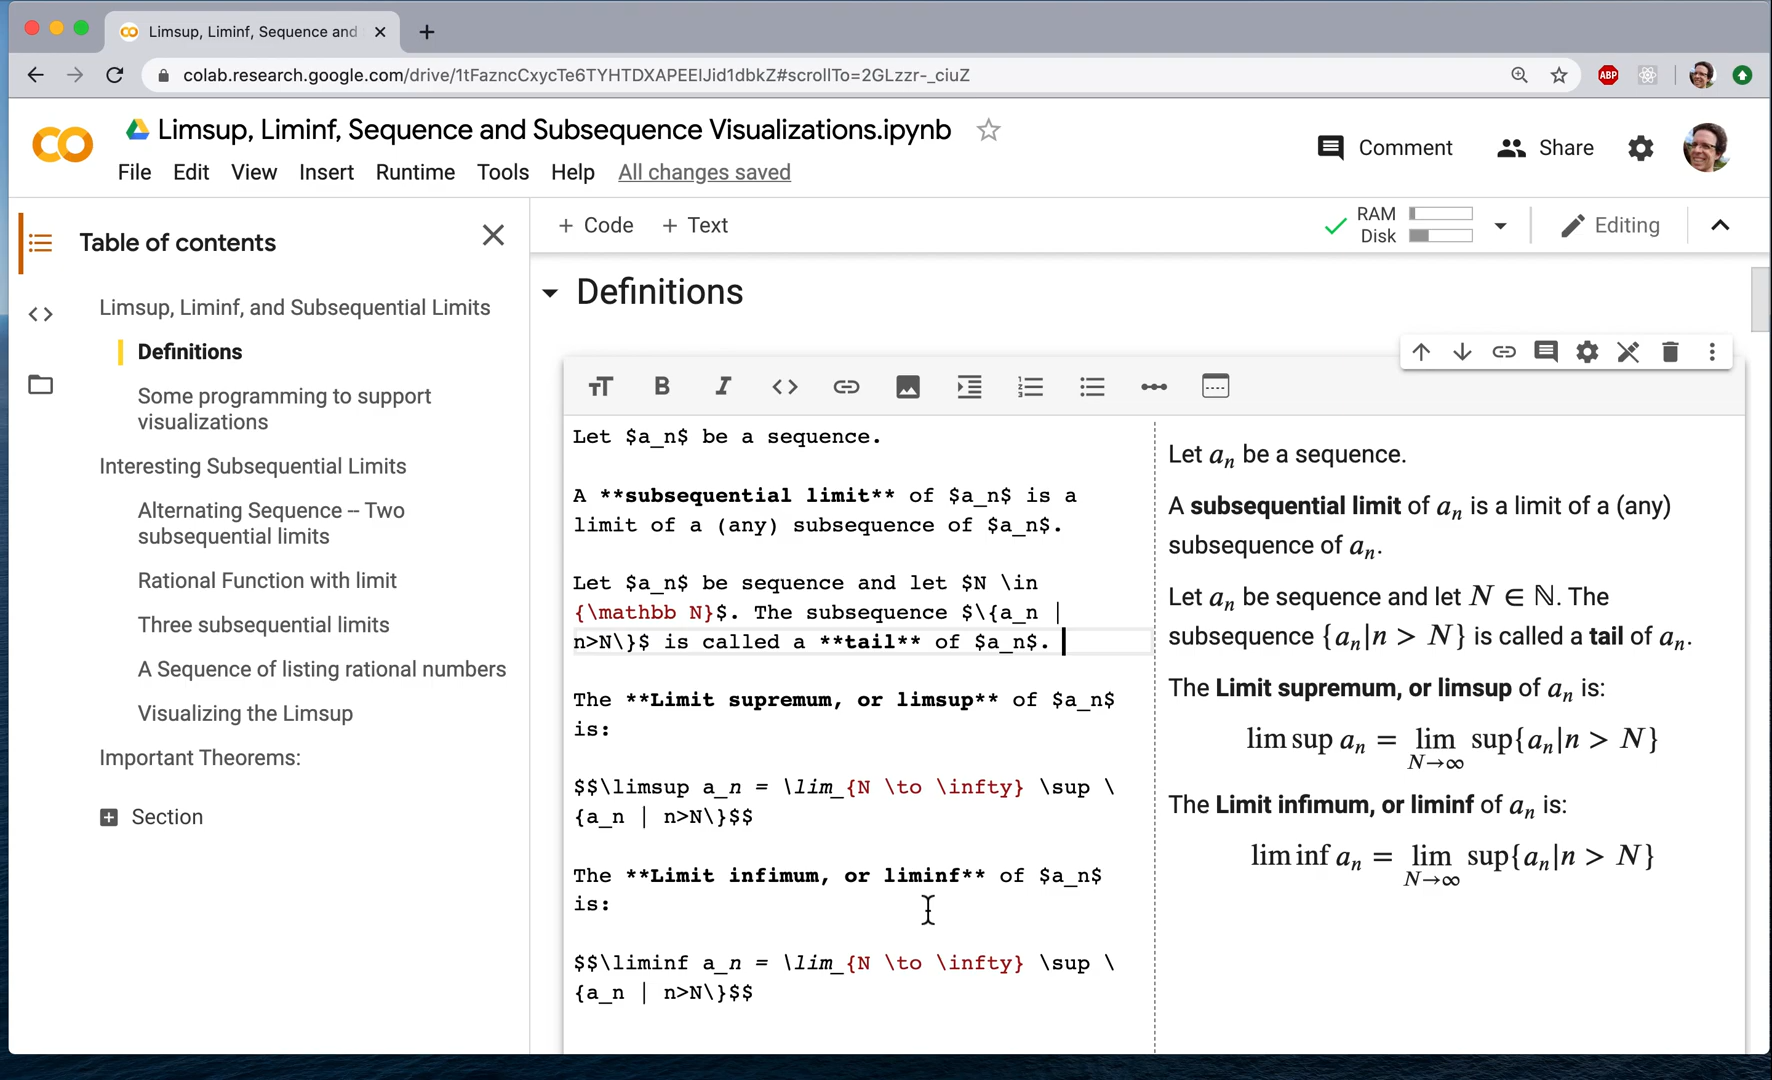 Limsup, Liminf, Sequence and
colab.research.google.com/drive/1tFazncCxycTe6TYHTDXAPEEIJid1dbkZ#scrollTo=2GLzzr-_ciuZ
ABP
Limsup, Liminf, Sequence and Subsequence Visualizations.ipynb
File Edit View Insert Runtime Tools Help All changes saved
Comment Share
Table of contents
+ Code + Text
RAM
Disk
Editing
Limsup, Liminf, and Subsequential Limits
Definitions
Some programming to support
visualizations
Interesting Subsequential Limits
Alternating Sequence -- Two
subsequential limits
Rational Function with limit
Three subsequential limits
A Sequence of listing rational numbers
Visualizing the Limsup
Important Theorems:
Section
Definitions
Let $a_n$ be a sequence.
A **subsequential limit** of $a_n$ is a
limit of a (any) subsequence of $a_n$.
Let $a_n$ be sequence and let $N \in
{\mathbb N}$. The subsequence $\{a_n |
n>N\}$ is called a **tail** of $a_n$.
The **Limit supremum, or limsup** of $a_n$
is:
$$\limsup a_n = \lim_{N \to \infty} \sup \
{a_n | n>N\}$$
The **Limit infimum, or liminf** of $a_n$
is:
$$\liminf a_n = \lim_{N \to \infty} \sup \
{a_n | n>N\}$$
Let aₙ be a sequence.
A subsequential limit of aₙ is a limit of a (any)
subsequence of aₙ.
Let aₙ be sequence and let N ∈ ℕ. The
subsequence {aₙ|n > N} is called a tail of aₙ.
The Limit supremum, or limsup of aₙ is:
lim sup aₙ = lim sup{aₙ|n > N}
N→∞
The Limit infimum, or liminf of aₙ is:
lim inf aₙ = lim sup{aₙ|n > N}
N→∞